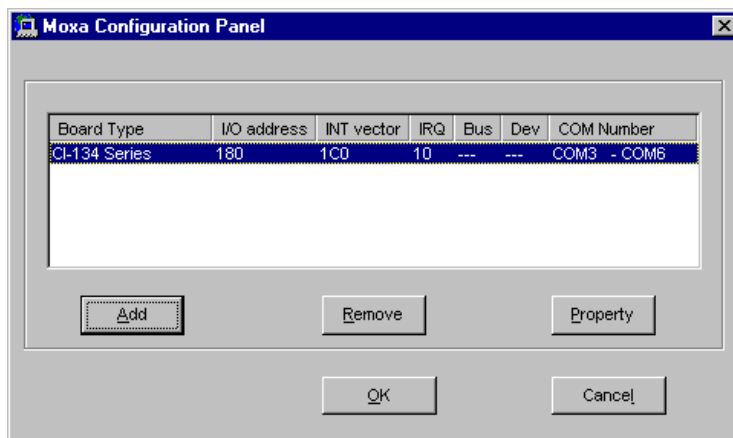 Moxa Configuration Panel
Board Type I/O address INT vector IRQ Bus Dev COM Number
CI-134 Series 180 1C0 10 --- --- COM3 - COM6
Add Remove Property
OK Cancel